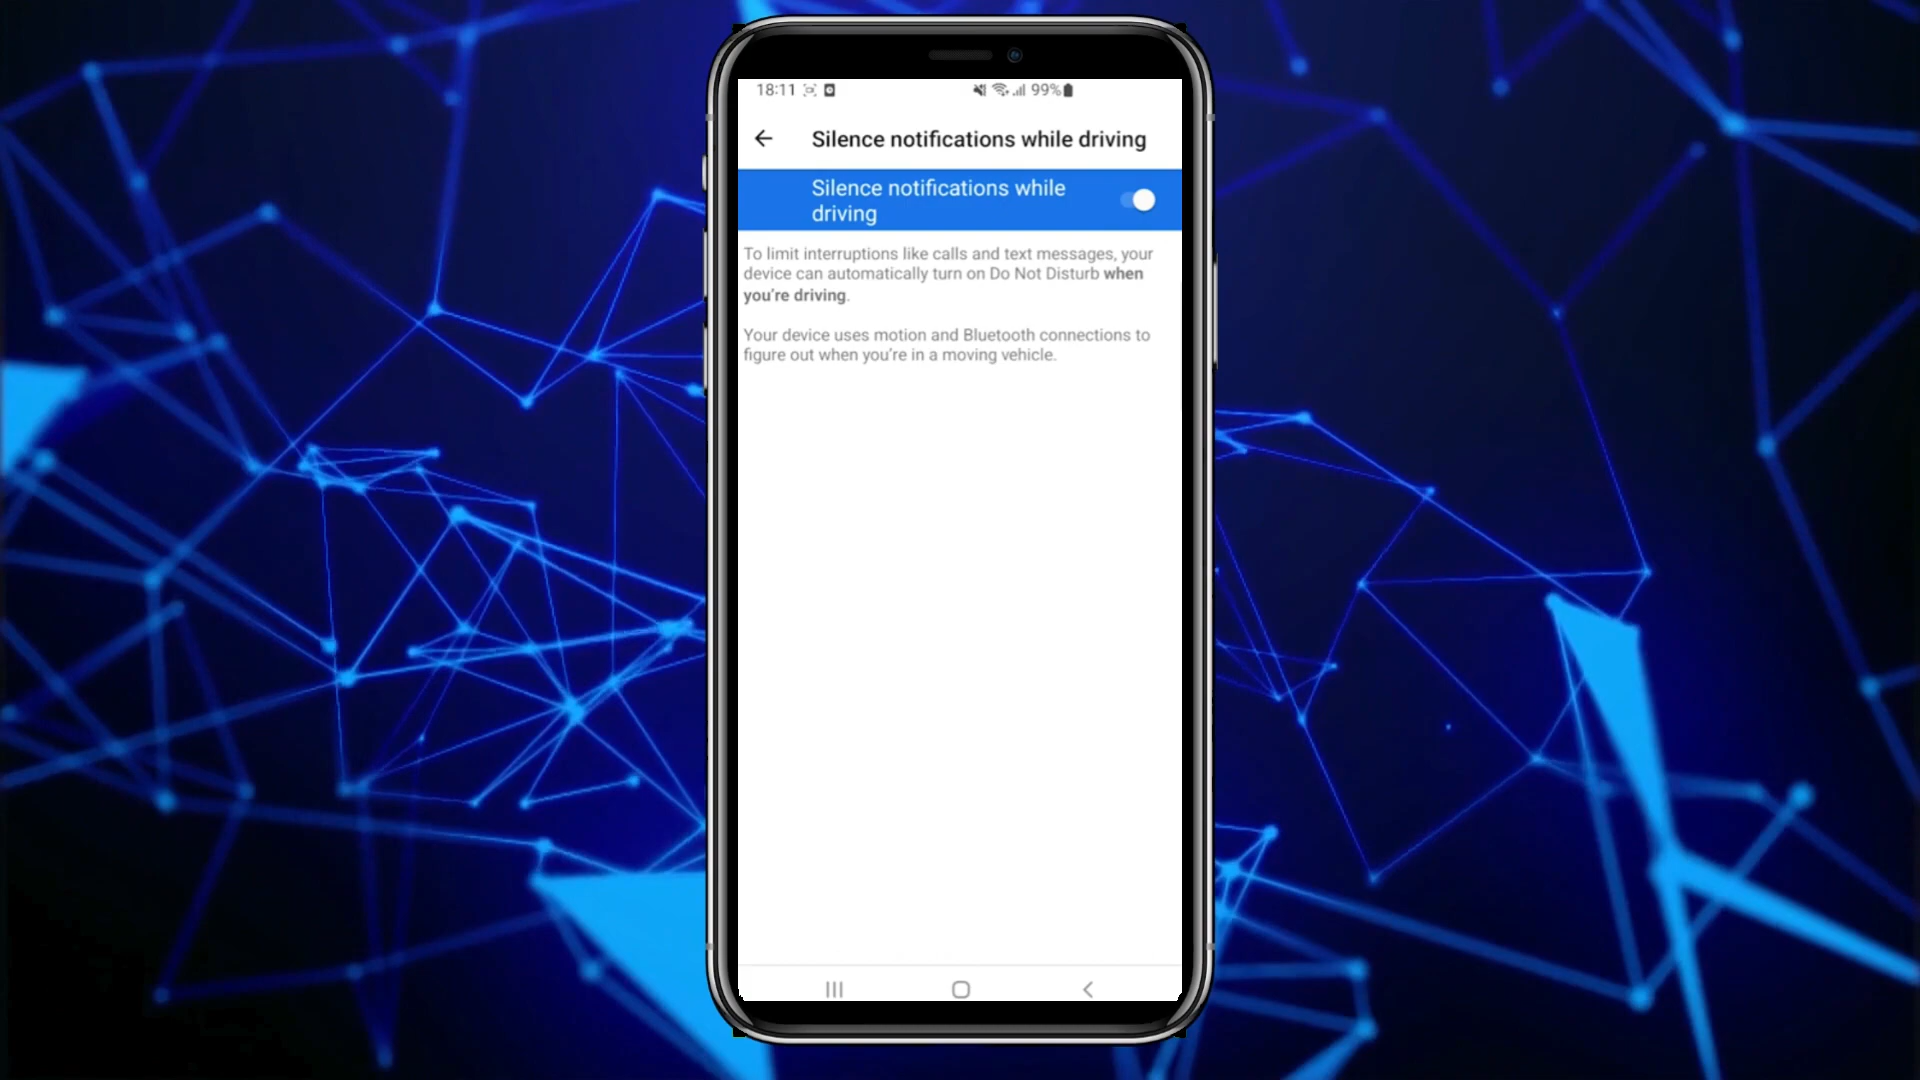 18:11 99%
Silence notifications while driving
Silence notifications while
driving
To limit interruptions like calls and text messages, your
device can automatically turn on Do Not Disturb when
you're driving.
Your device uses motion and Bluetooth connections to
figure out when you're in a moving vehicle.